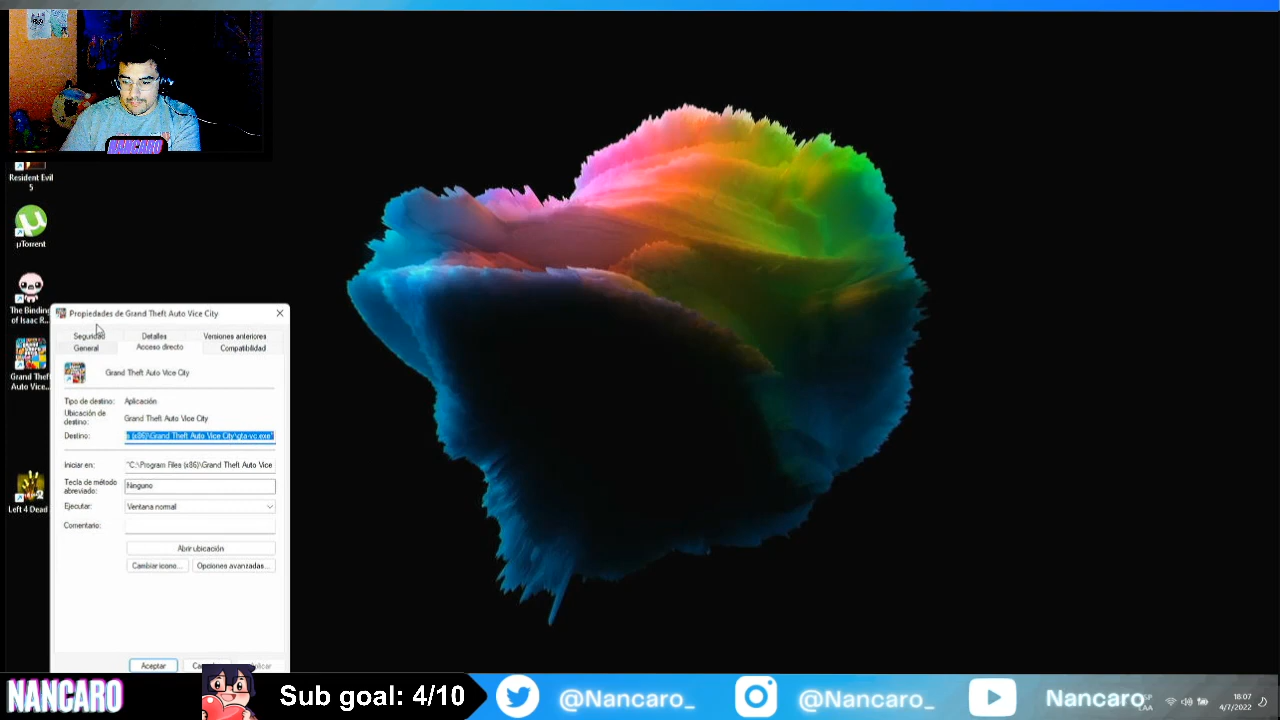 NANCARO
Resident Evil
5
µTorrent
The Binding
of Isaac R...
Grand Theft
Auto Vice...
Left 4 Dead
Propiedades de Grand Theft Auto Vice City
Seguridad
Detalles
Versiones anteriores
General
Acceso directo
Compatibilidad
Grand Theft Auto Vice City
Tipo de destino:
Aplicación
Ubicación de
destino:
Grand Theft Auto Vice City
Destino:
s (x86)\Grand Theft Auto Vice City\gta-vc.exe"
Iniciar en:
"C:\Program Files (x86)\Grand Theft Auto Vice
Tecla de método
abreviado:
Ninguno
Ejecutar:
Ventana normal
Comentario:
Abrir ubicación
Cambiar icono...
Opciones avanzadas...
Aceptar
NANCARO
Sub goal: 4/10
@Nancaro_
@Nancaro_
Nancaro
18:07
4/7/2022